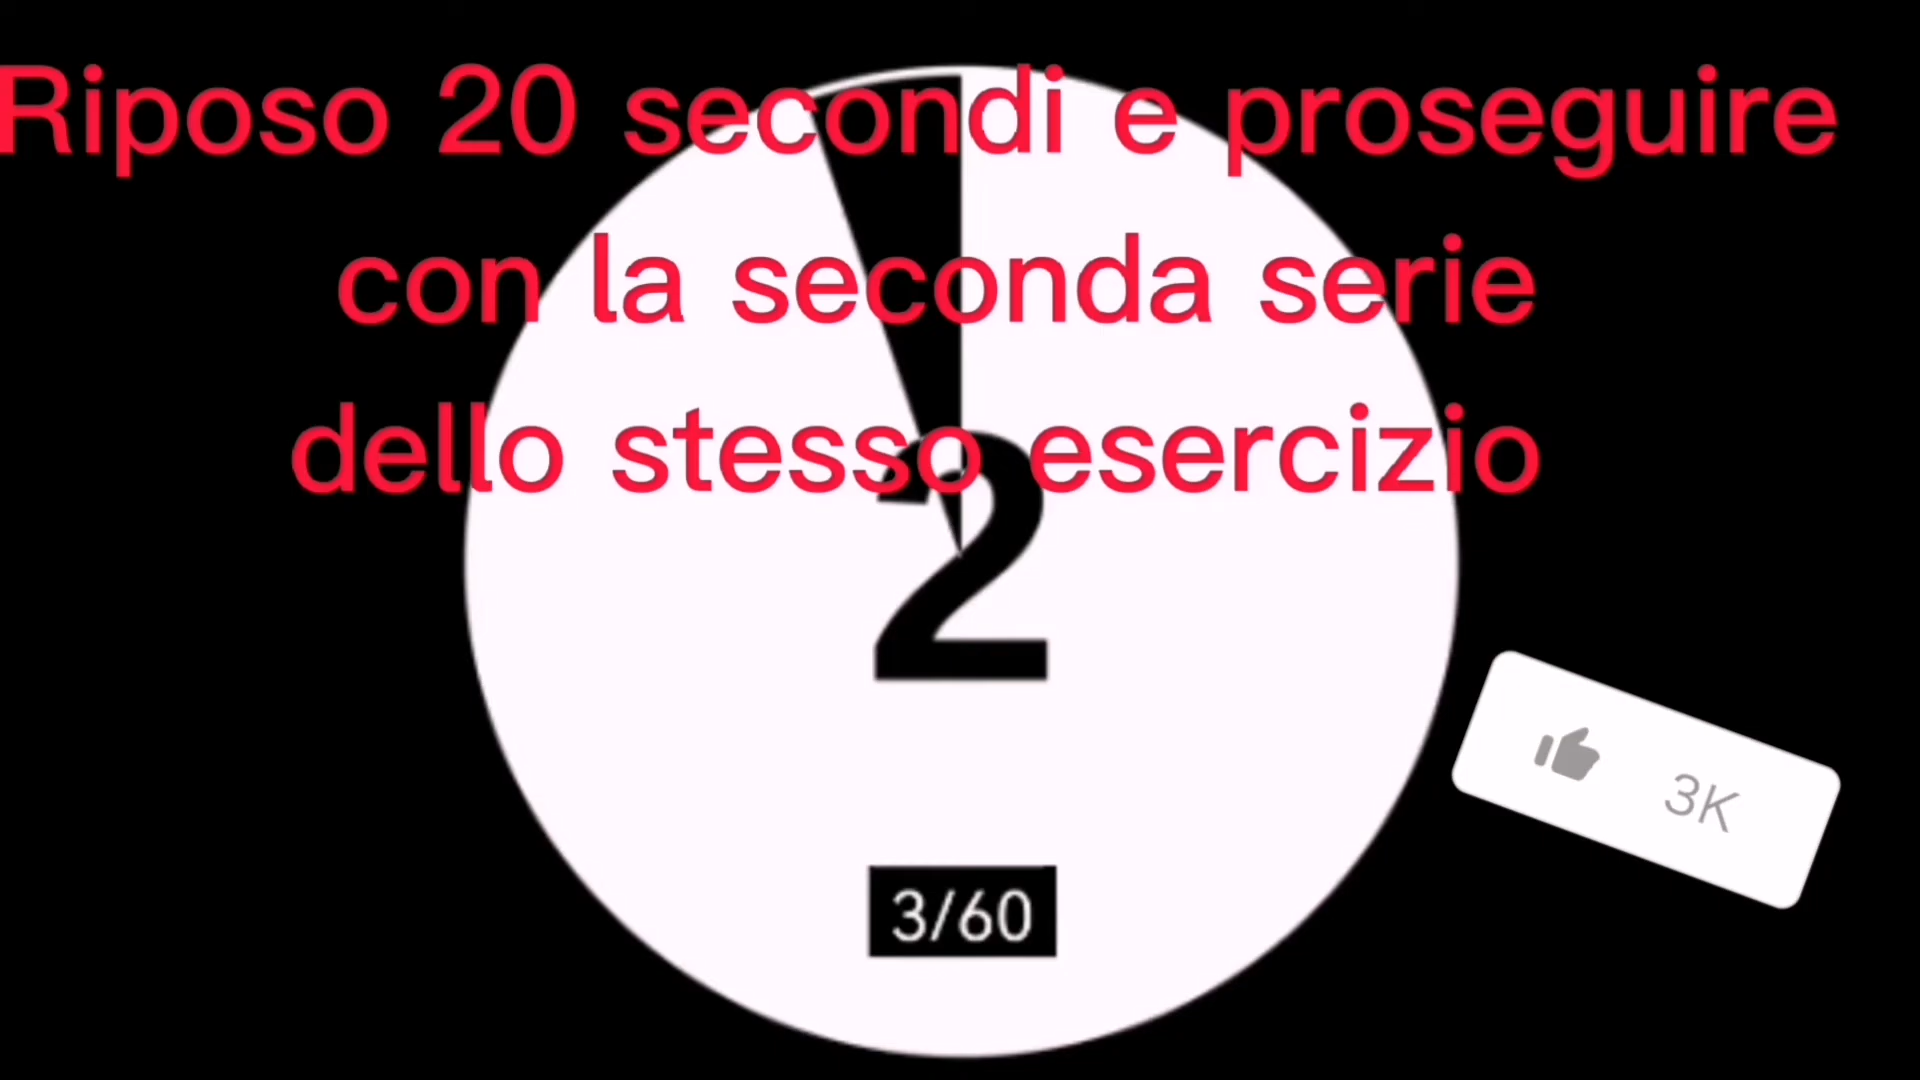 Riposo 20 secondi e proseguire
con la seconda serie
dello stesso esercizio
2
3K
3/60